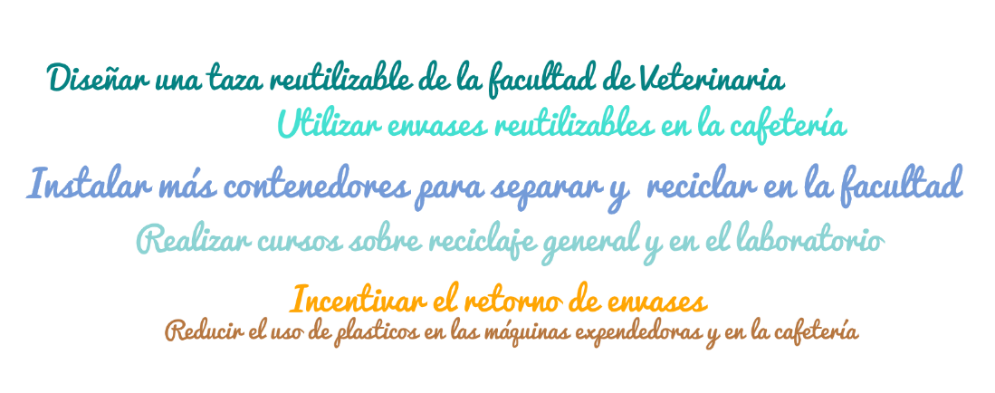 Diseñar una taza reutilizable de la facultad de Veterinaria
Utilizar envases reutilizables en la cafetería
Instalar más contenedores para separar y reciclar en la facultad
Realizar cursos sobre reciclaje general y en el laboratorio
Incentivar el retorno de envases
Reducir el uso de plasticos en las máquinas expendedoras y en la cafetería